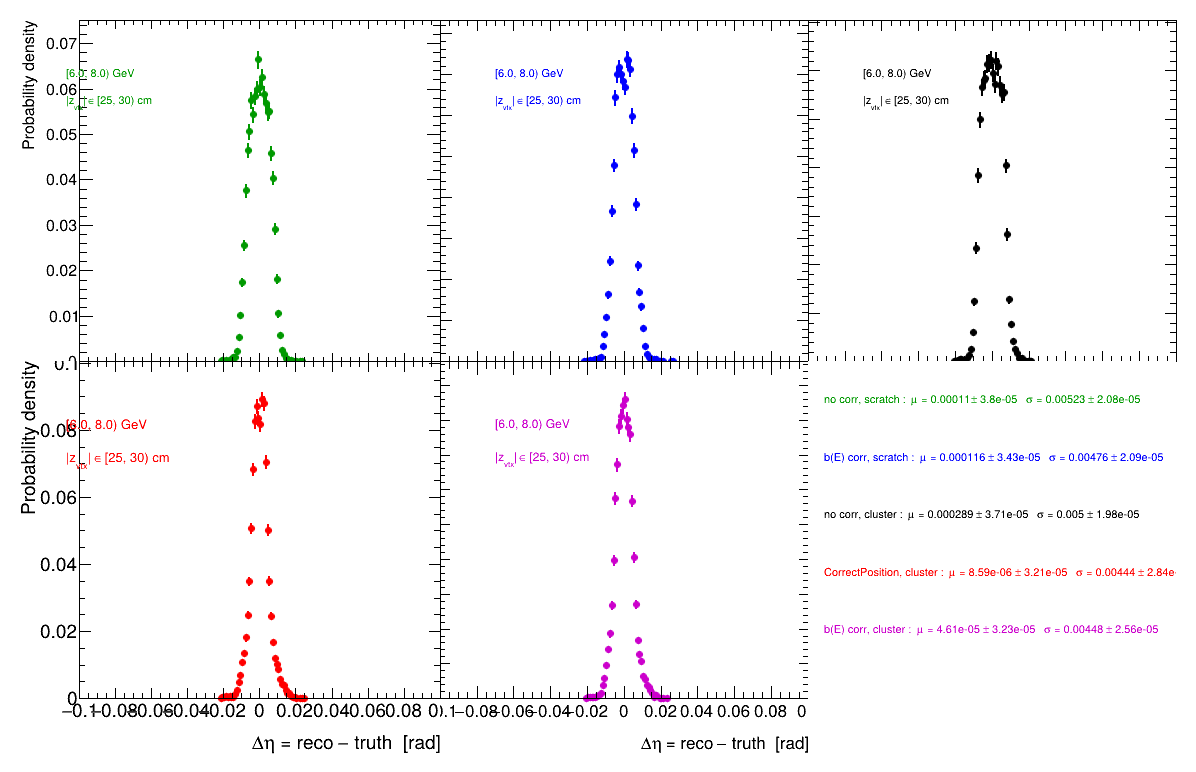 Probability density
0.07
0.06
0.05
0.04
0.03
0.02
0.01
0
[6.0, 8.0) GeV
|z_vtx| ∈ [25, 30) cm
[6.0, 8.0) GeV
|z_vtx| ∈ [25, 30) cm
[6.0, 8.0) GeV
|z_vtx| ∈ [25, 30) cm
Probability density
0.1
0.08
0.06
0.04
0.02
0
[6.0, 8.0) GeV
|z_vtx| ∈ [25, 30) cm
−0.1 −0.08 −0.06 −0.04 −0.02 0 0.02 0.04 0.06 0.08 0.1
Δη = reco − truth [rad]
[6.0, 8.0) GeV
|z_vtx| ∈ [25, 30) cm
−0.08 −0.06 −0.04 −0.02 0 0.02 0.04 0.06 0.08 0
Δη = reco − truth [rad]
no corr, scratch : μ = 0.00011 ± 3.8e-05 σ = 0.00523 ± 2.08e-05
b(E) corr, scratch : μ = 0.000116 ± 3.43e-05 σ = 0.00476 ± 2.09e-05
no corr, cluster : μ = 0.000289 ± 3.71e-05 σ = 0.005 ± 1.98e-05
CorrectPosition, cluster : μ = 8.59e-06 ± 3.21e-05 σ = 0.00444 ± 2.84e
b(E) corr, cluster : μ = 4.61e-05 ± 3.23e-05 σ = 0.00448 ± 2.56e-05